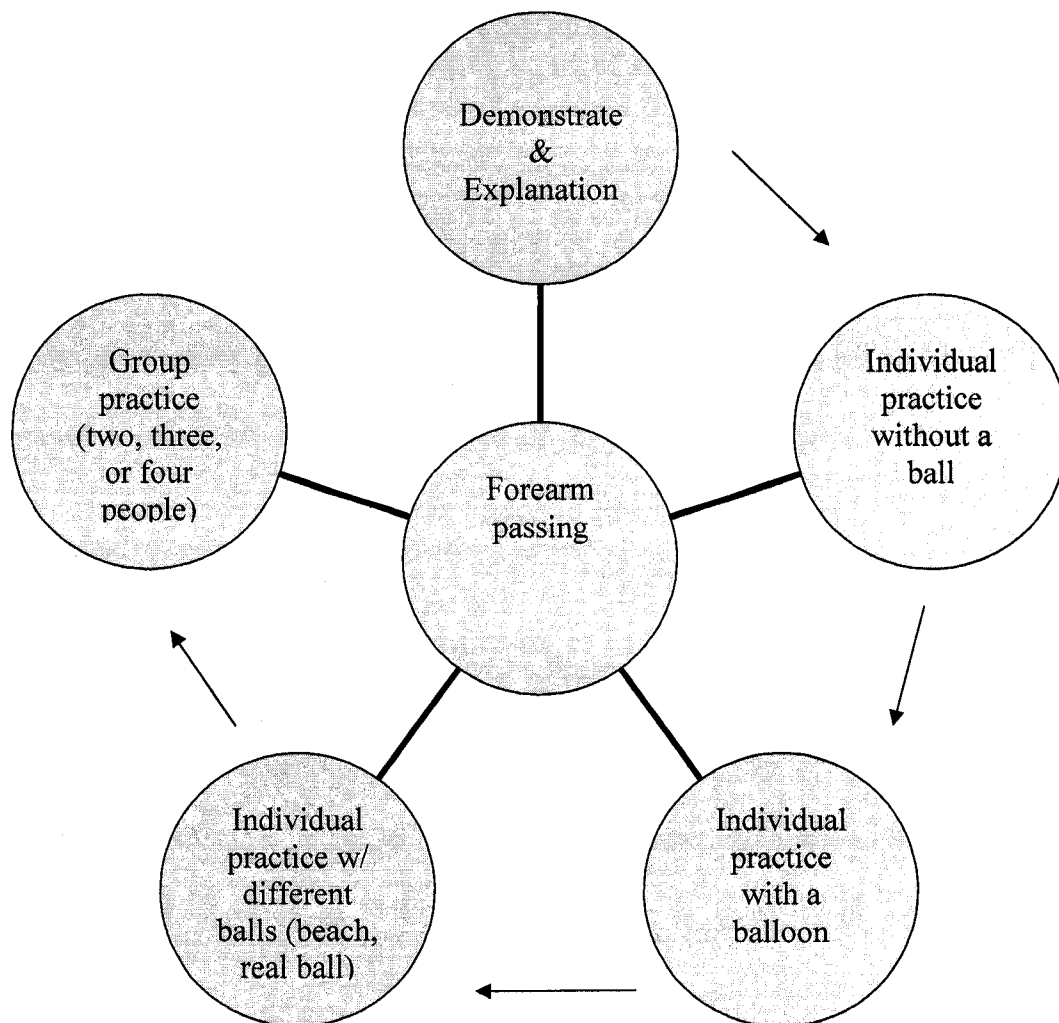 Demonstrate
&
Explanation
Individual
practice
without a
ball
Individual
practice
with a
balloon
Individual
practice w/
different
balls (beach,
real ball)
Group
practice
(two, three,
or four
people)
Forearm
passing